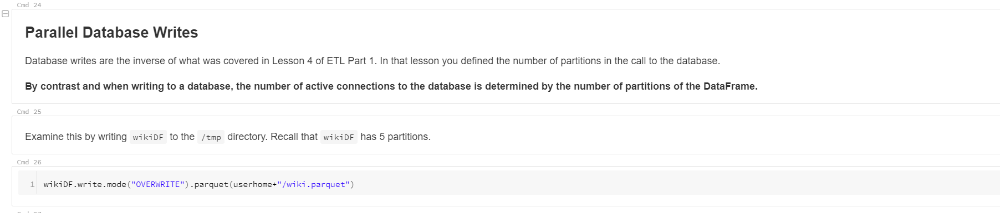 Cmd 24
Parallel Database Writes
Database writes are the inverse of what was covered in Lesson 4 of ETL Part 1. In that lesson you defined the number of partitions in the call to the database.
By contrast and when writing to a database, the number of active connections to the database is determined by the number of partitions of the DataFrame.
Cmd 25
Examine this by writing wikiDF to the /tmp directory. Recall that wikiDF has 5 partitions.
Cmd 26
1 wikiDF.write.mode("OVERWRITE").parquet(userhome+"/wiki.parquet")